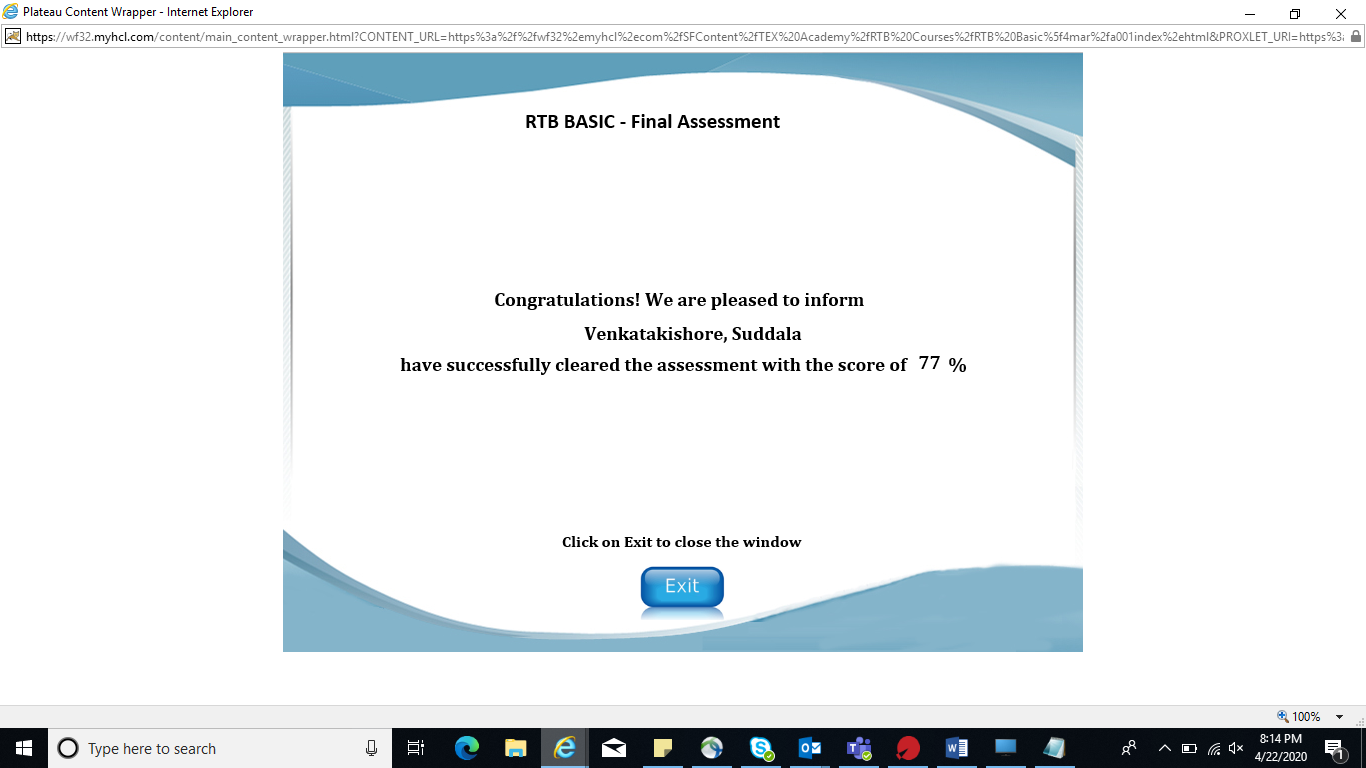 Plateau Content Wrapper - Internet Explorer
https://wf32.myhcl.com/content/main_content_wrapper.html?CONTENT_URL=https%3a%2f%2fwf32%2emyhcl%2ecom%2fSFContent%2fTEX%20Academy%2fRTB%20Courses%2fRTB%20Basic%5f4mar%2fa001index%2ehtml&PROXLET_URI=https%3a
RTB BASIC - Final Assessment
Congratulations! We are pleased to inform
Venkatakishore, Suddala
have successfully cleared the assessment with the score of 77 %
Click on Exit to close the window
Exit
100%
Type here to search
8:14 PM
4/22/2020
1